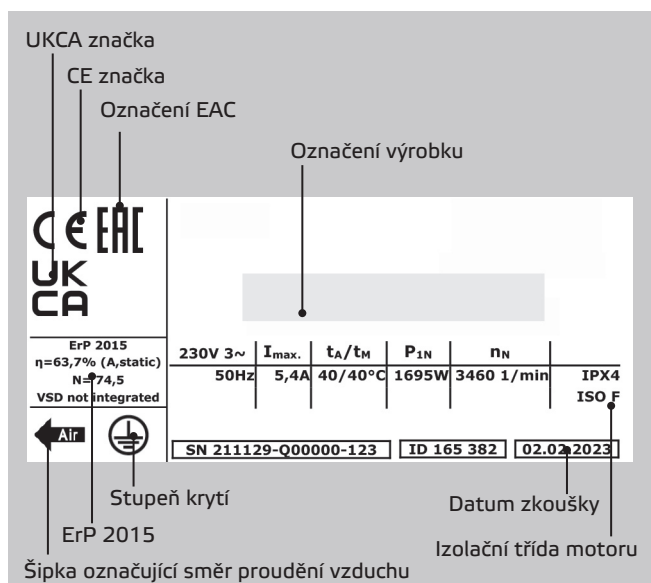 UKCA značka
CE značka
Označení EAC
Označení výrobku
CE EAC
UK
CA
ErP 2015
η=63,7% (A,static)
N=74,5
VSD not integrated
230V 3~ Imax. tA/tM P1N nN
50Hz 5,4A 40/40°C 1695W 3460 1/min IPX4
ISO F
Air
SN 211129-Q00000-123 ID 165 382 02.02.2023
Stupeň krytí
Datum zkoušky
ErP 2015
Izolační třída motoru
Šipka označující směr proudění vzduchu